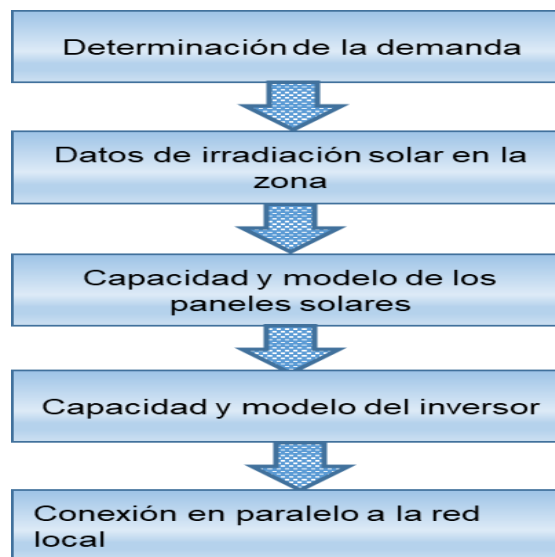 Determinación de la demanda
Datos de irradiación solar en la
zona
Capacidad y modelo de los
paneles solares
Capacidad y modelo del inversor
Conexión en paralelo a la red
local